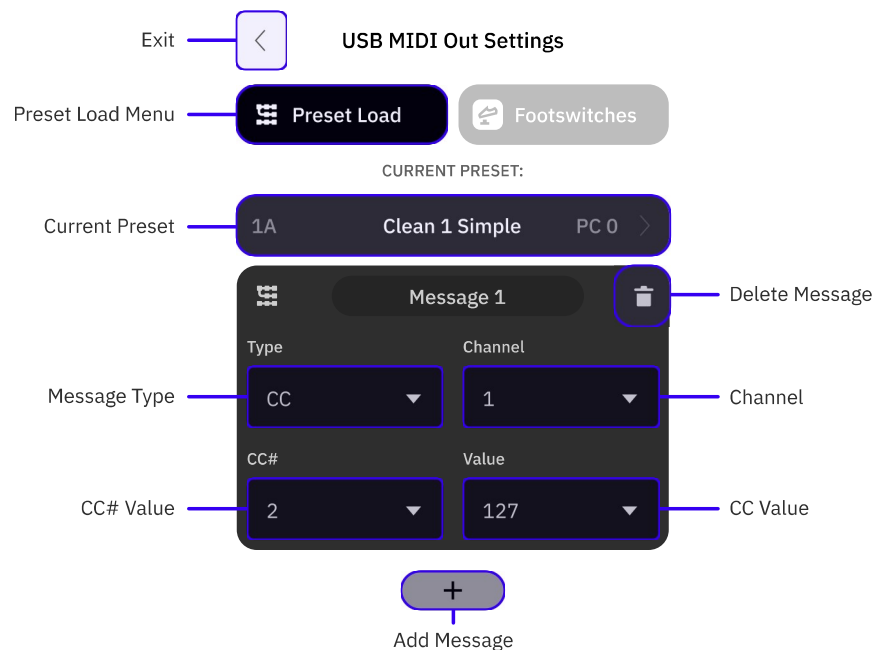 Exit
USB MIDI Out Settings
Preset Load Menu
Preset Load
Footswitches
CURRENT PRESET:
Current Preset
1A
Clean 1 Simple
PC 0
Message 1
Delete Message
Type
Channel
Message Type
CC
1
Channel
CC#
Value
CC# Value
2
127
CC Value
+
Add Message